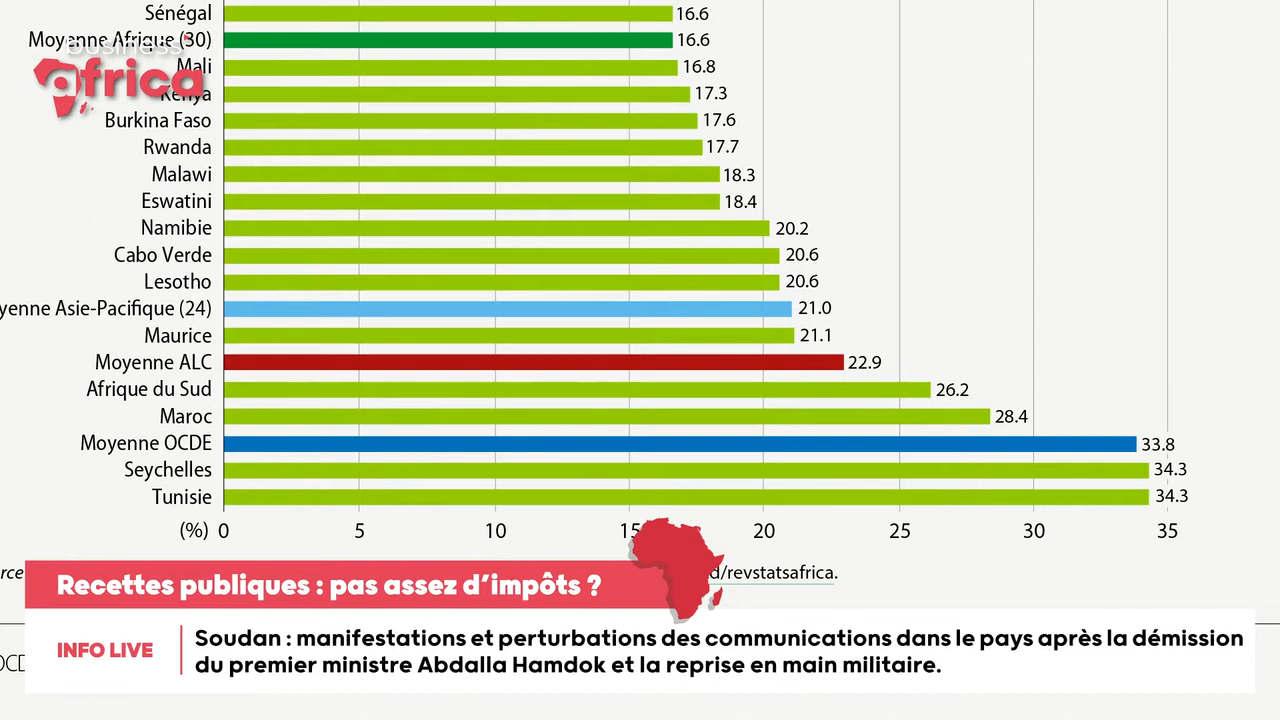 Sénégal 16.6
Moyenne Afrique (30) 16.6
business
Mali 16.8
africa
Kenya 17.3
Burkina Faso 17.6
Rwanda 17.7
Malawi 18.3
Eswatini 18.4
Namibie 20.2
Cabo Verde 20.6
Lesotho 20.6
yenne Asie-Pacifique (24) 21.0
Maurice 21.1
Moyenne ALC 22.9
Afrique du Sud 26.2
Maroc 28.4
Moyenne OCDE 33.8
Seychelles 34.3
Tunisie 34.3
(%) 0 5 10 15 20 25 30 35
rce d/revstatsafrica.
Recettes publiques : pas assez d'impôts ?
INFO LIVE
Soudan : manifestations et perturbations des communications dans le pays après la démission
du premier ministre Abdalla Hamdok et la reprise en main militaire.